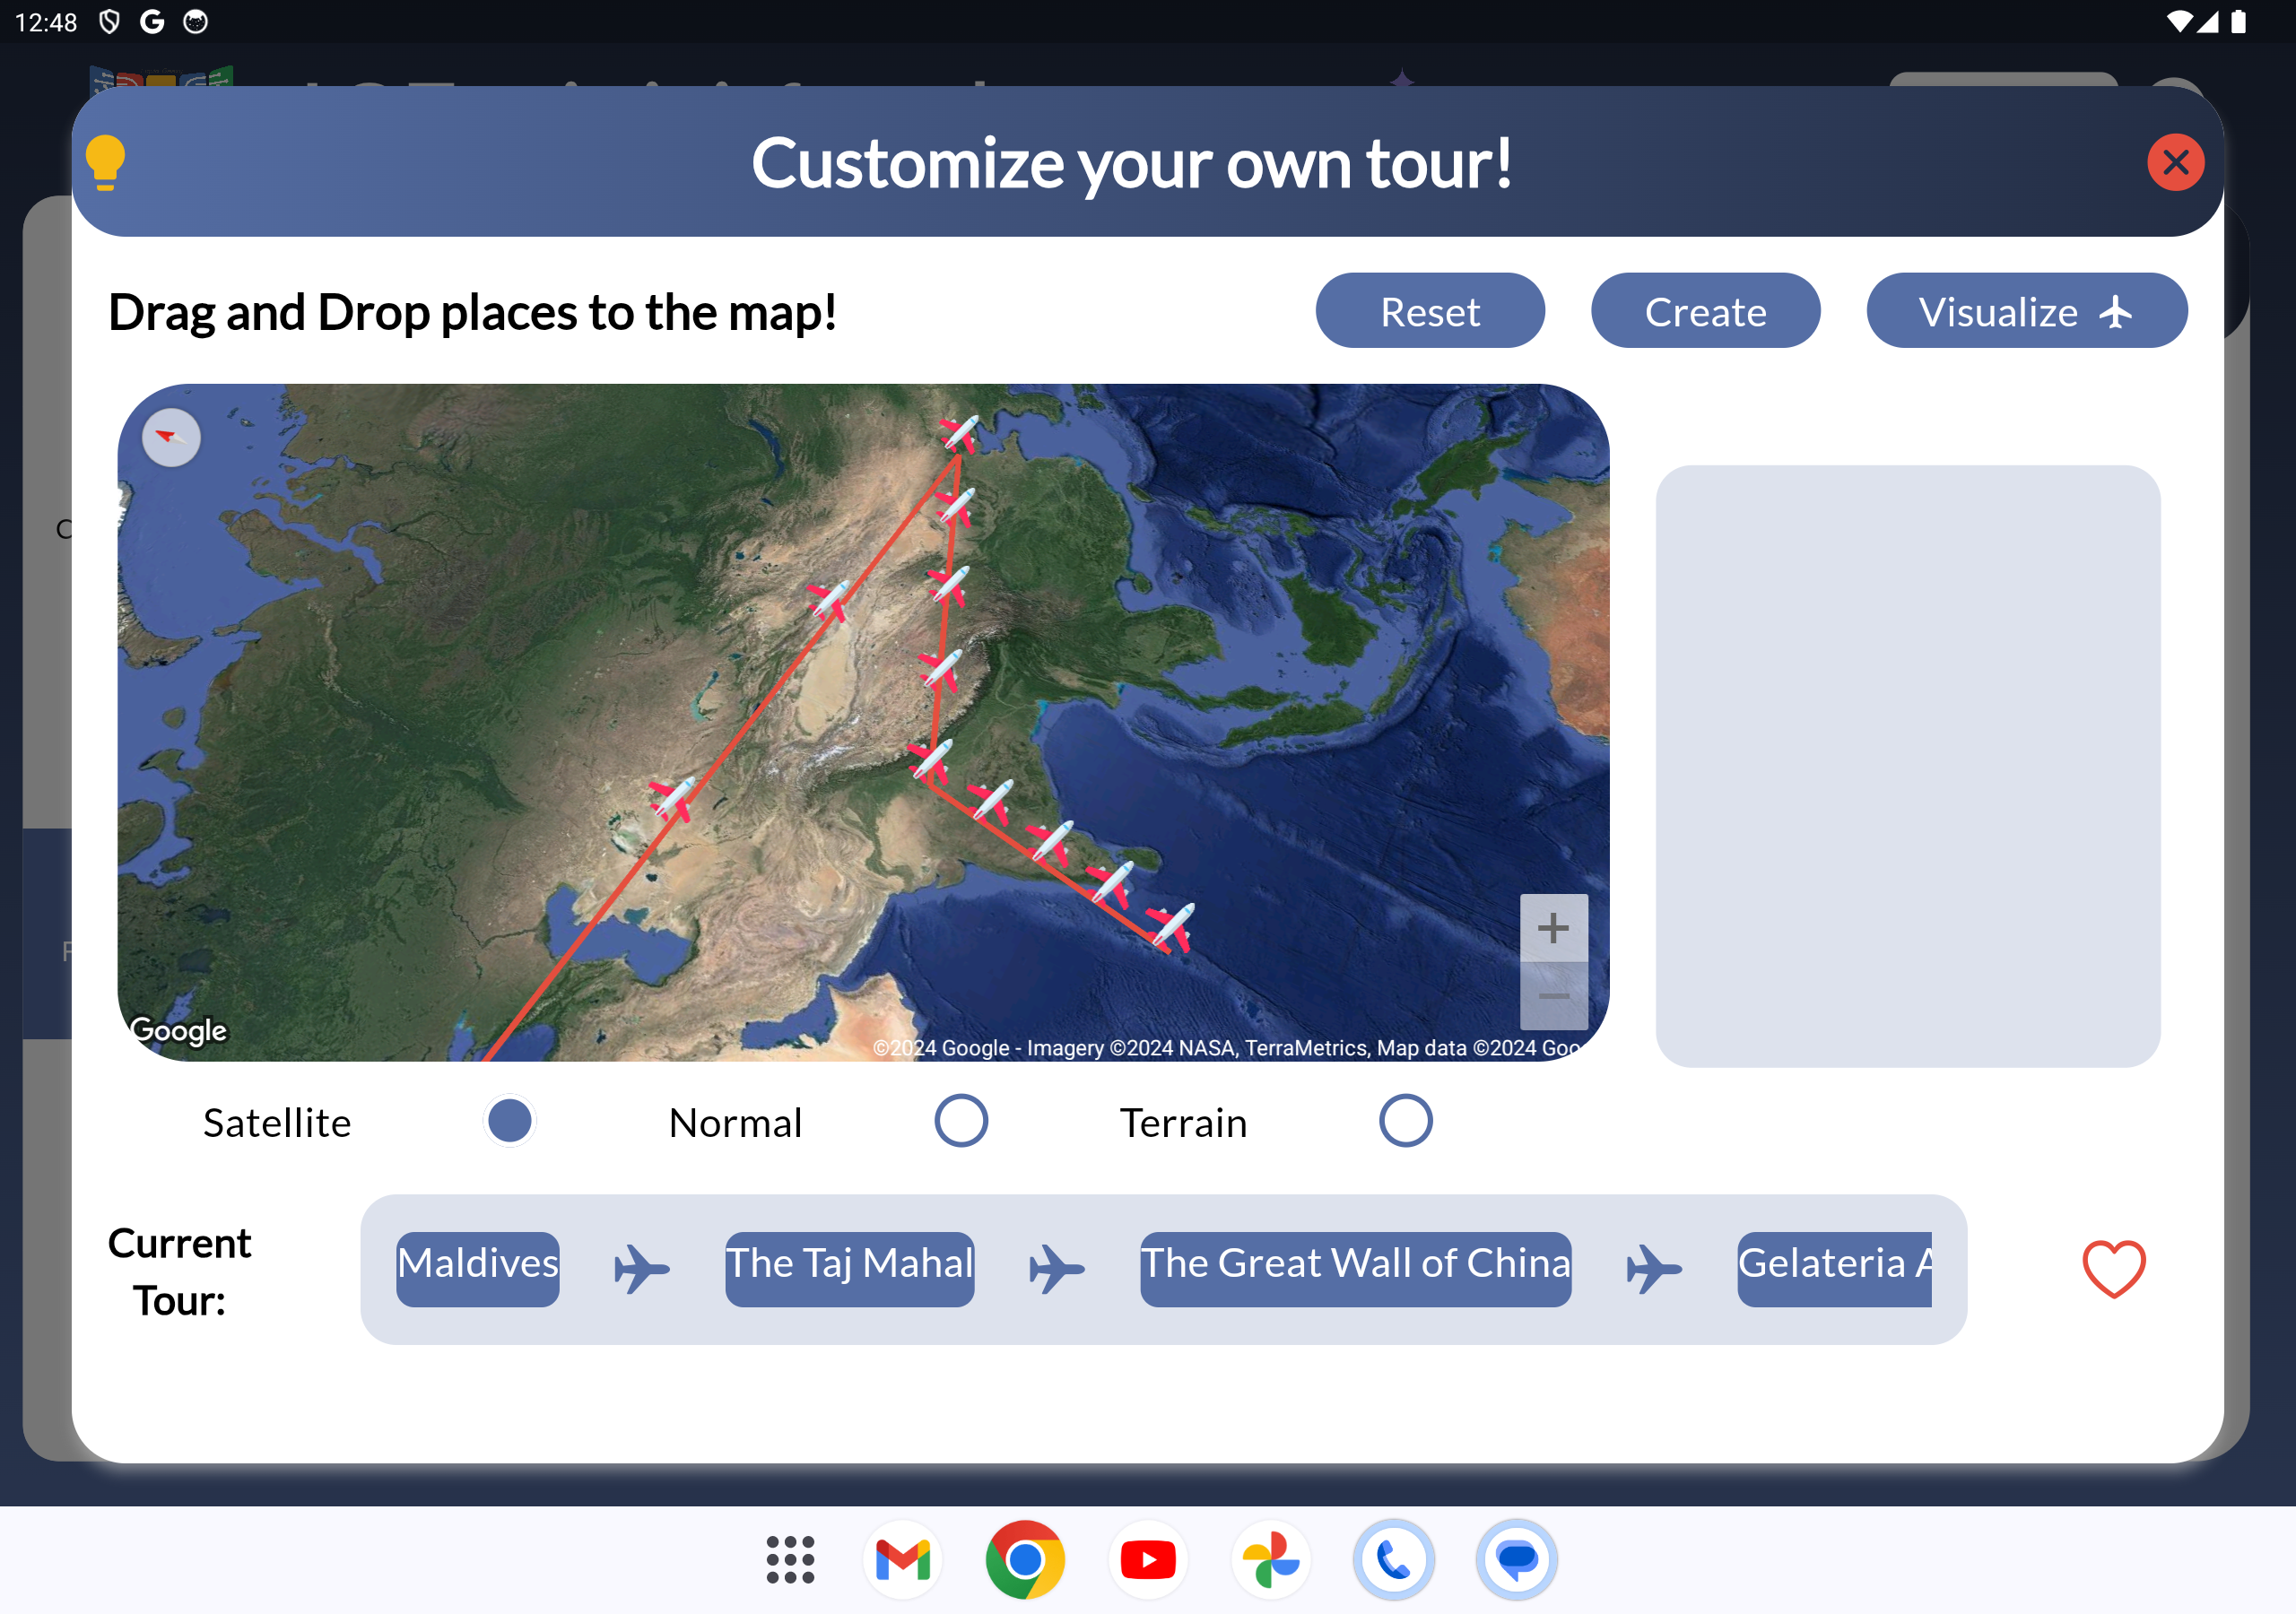 12:48
Customize your own tour!
Drag and Drop places to the map!
Reset
Create
Visualize
Google
©2024 Google - Imagery ©2024 NASA, TerraMetrics, Map data ©2024 Goo
Satellite
Normal
Terrain
Current
Tour:
Maldives
The Taj Mahal
The Great Wall of China
Gelateria A